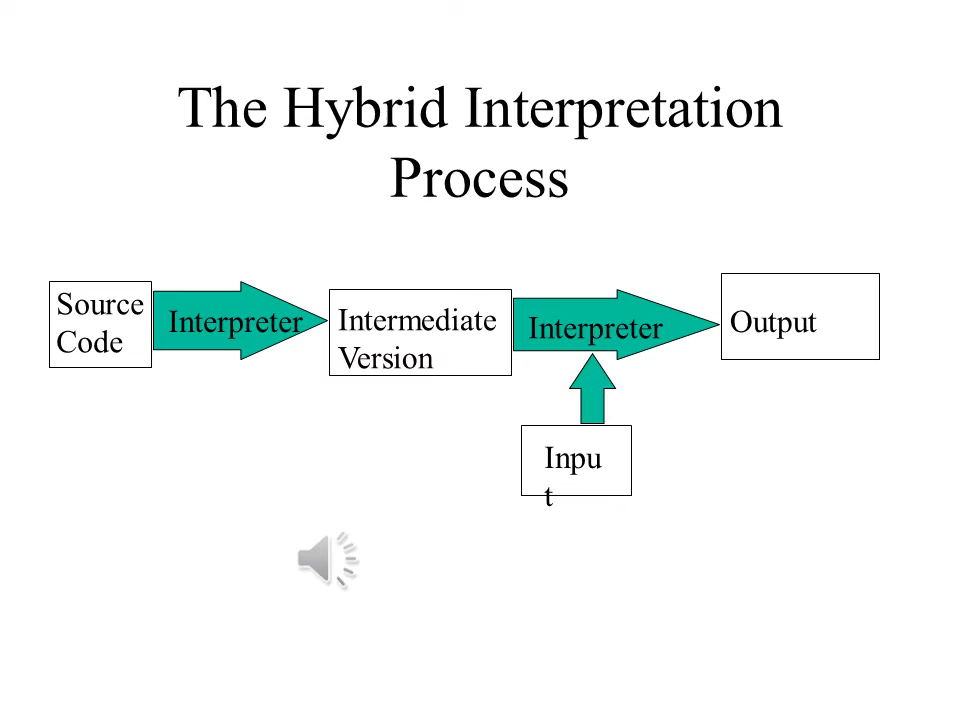 The Hybrid Interpretation
Process
Source
Code
Interpreter
Intermediate
Version
Interpreter
Output
Inpu
t